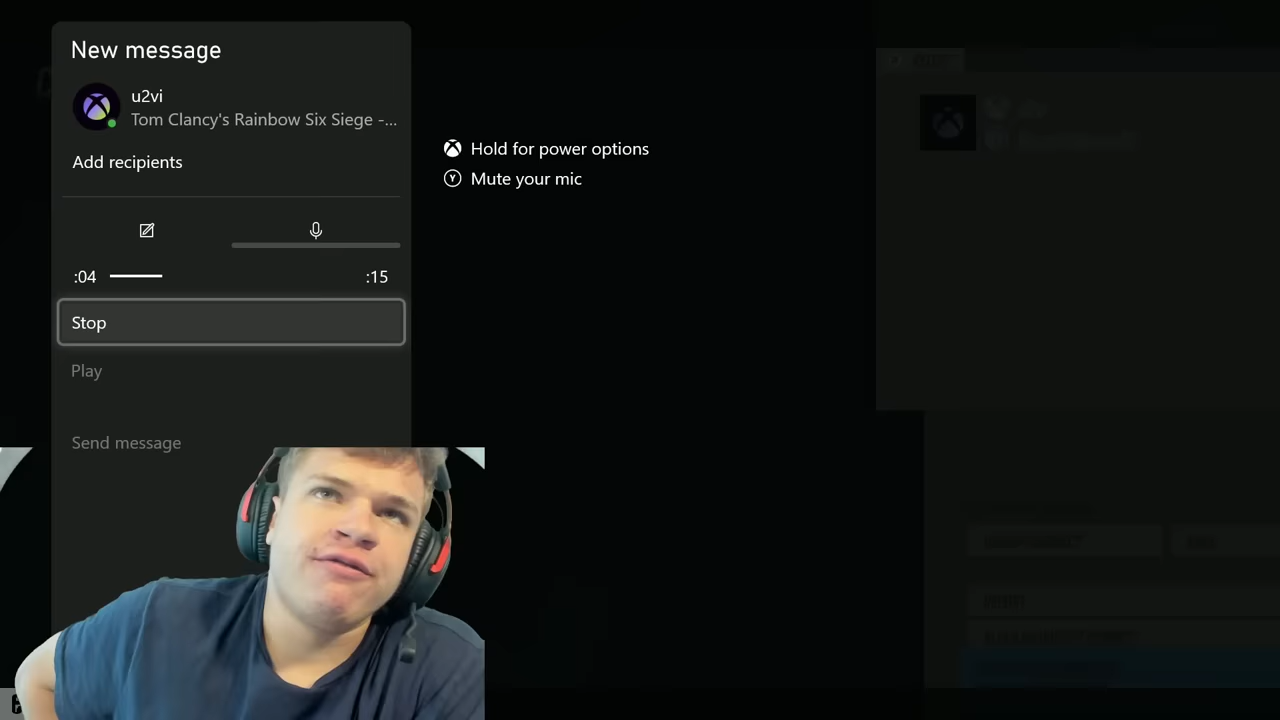 New message
u2vi
Tom Clancy's Rainbow Six Siege -...
Add recipients
:04
:15
Stop
Play
Send message
Hold for power options
Y Mute your mic